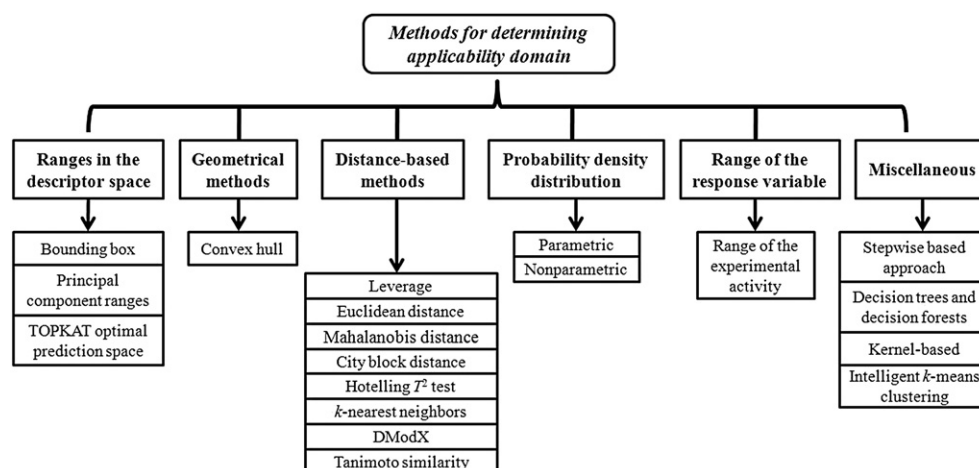 Methods for determining
applicability domain
Ranges in the
descriptor space
Geometrical
methods
Distance-based
methods
Probability density
distribution
Range of the
response variable
Miscellaneous
Bounding box
Principal
component ranges
TOPKAT optimal
prediction space
Convex hull
Leverage
Euclidean distance
Mahalanobis distance
City block distance
Hotelling T² test
k-nearest neighbors
DModX
Tanimoto similarity
Parametric
Nonparametric
Range of the
experimental
activity
Stepwise based
approach
Decision trees and
decision forests
Kernel-based
Intelligent k-means
clustering